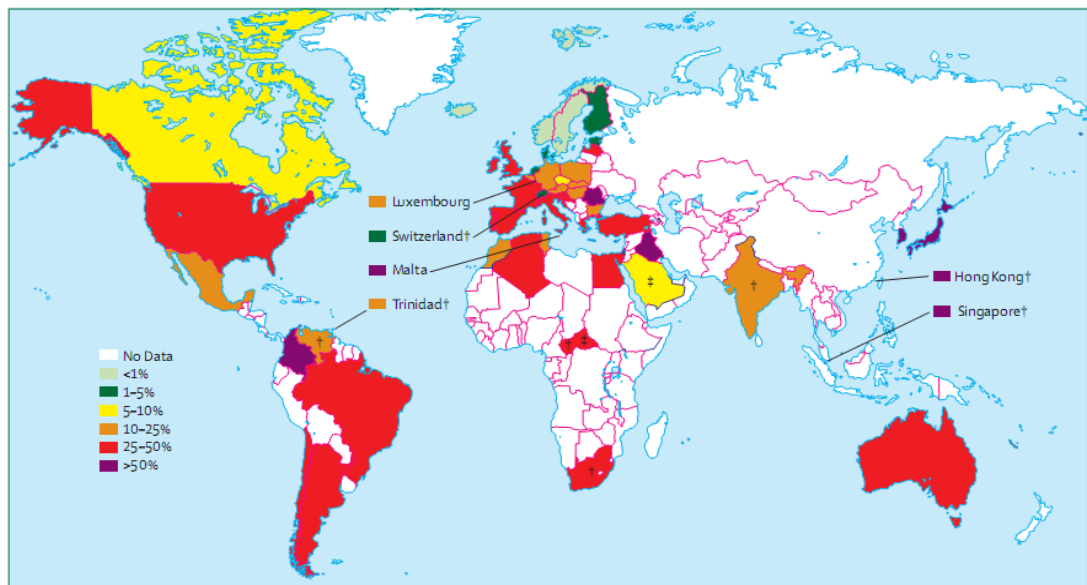 Luxembourg
Switzerland†
Malta
Trinidad†
Hong Kong†
Singapore†
†
‡
†
†
‡
†
No Data
<1%
1–5%
5–10%
10–25%
25–50%
>50%